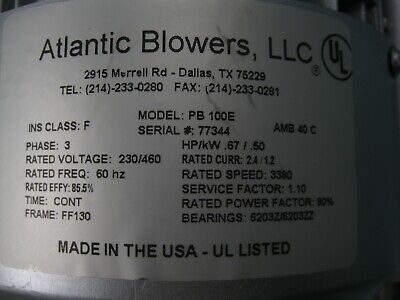 Atlantic Blowers, LLC UL ®
2915 Merrell Rd - Dallas, TX 75229
TEL: (214)-233-0280 FAX: (214)-233-0281
MODEL: PB 100E
INS CLASS: F SERIAL #: 77344 AMB 40 C
PHASE: 3 HP/kW .67 / .50
RATED VOLTAGE: 230/460 RATED CURR: 2.4 / 1.2
RATED FREQ: 60 hz RATED SPEED: 3380
RATED EFFY: 85.5% SERVICE FACTOR: 1.10
TIME: CONT RATED POWER FACTOR: 90%
FRAME: FF130 BEARINGS: 6203Z/6203ZZ
MADE IN THE USA - UL LISTED